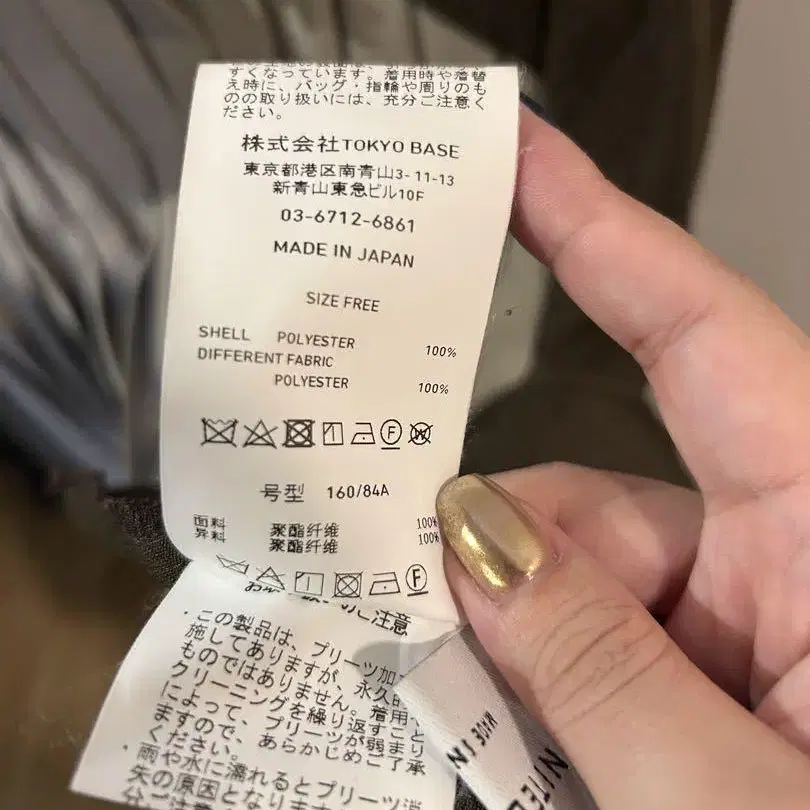 すくなっています。着用時や着替
え時に、バッグ・指輪や周りのも
のの取り扱いには、充分ご注意く
ださい。
株式会社TOKYO BASE
東京都港区南青山3-11-13
新青山東急ビル10F
03-6712-6861
MADE IN JAPAN
SIZE FREE
SHELL POLYESTER 100%
DIFFERENT FABRIC
POLYESTER 100%
F W
号型 160/84A
面料 聚酯纤维 100%
异料 聚酯纤维 100%
F
ご注意
・この製品は、プリーツ加工
施してありますが、永久的
ものではありません。着用や
クリーニングを繰り返すこと
によって、プリーツが弱まり
ますので、あらかじめご了承
ください。
・雨や水に濡れるとプリーツ消
失の原因となります
MADE IN
NITED